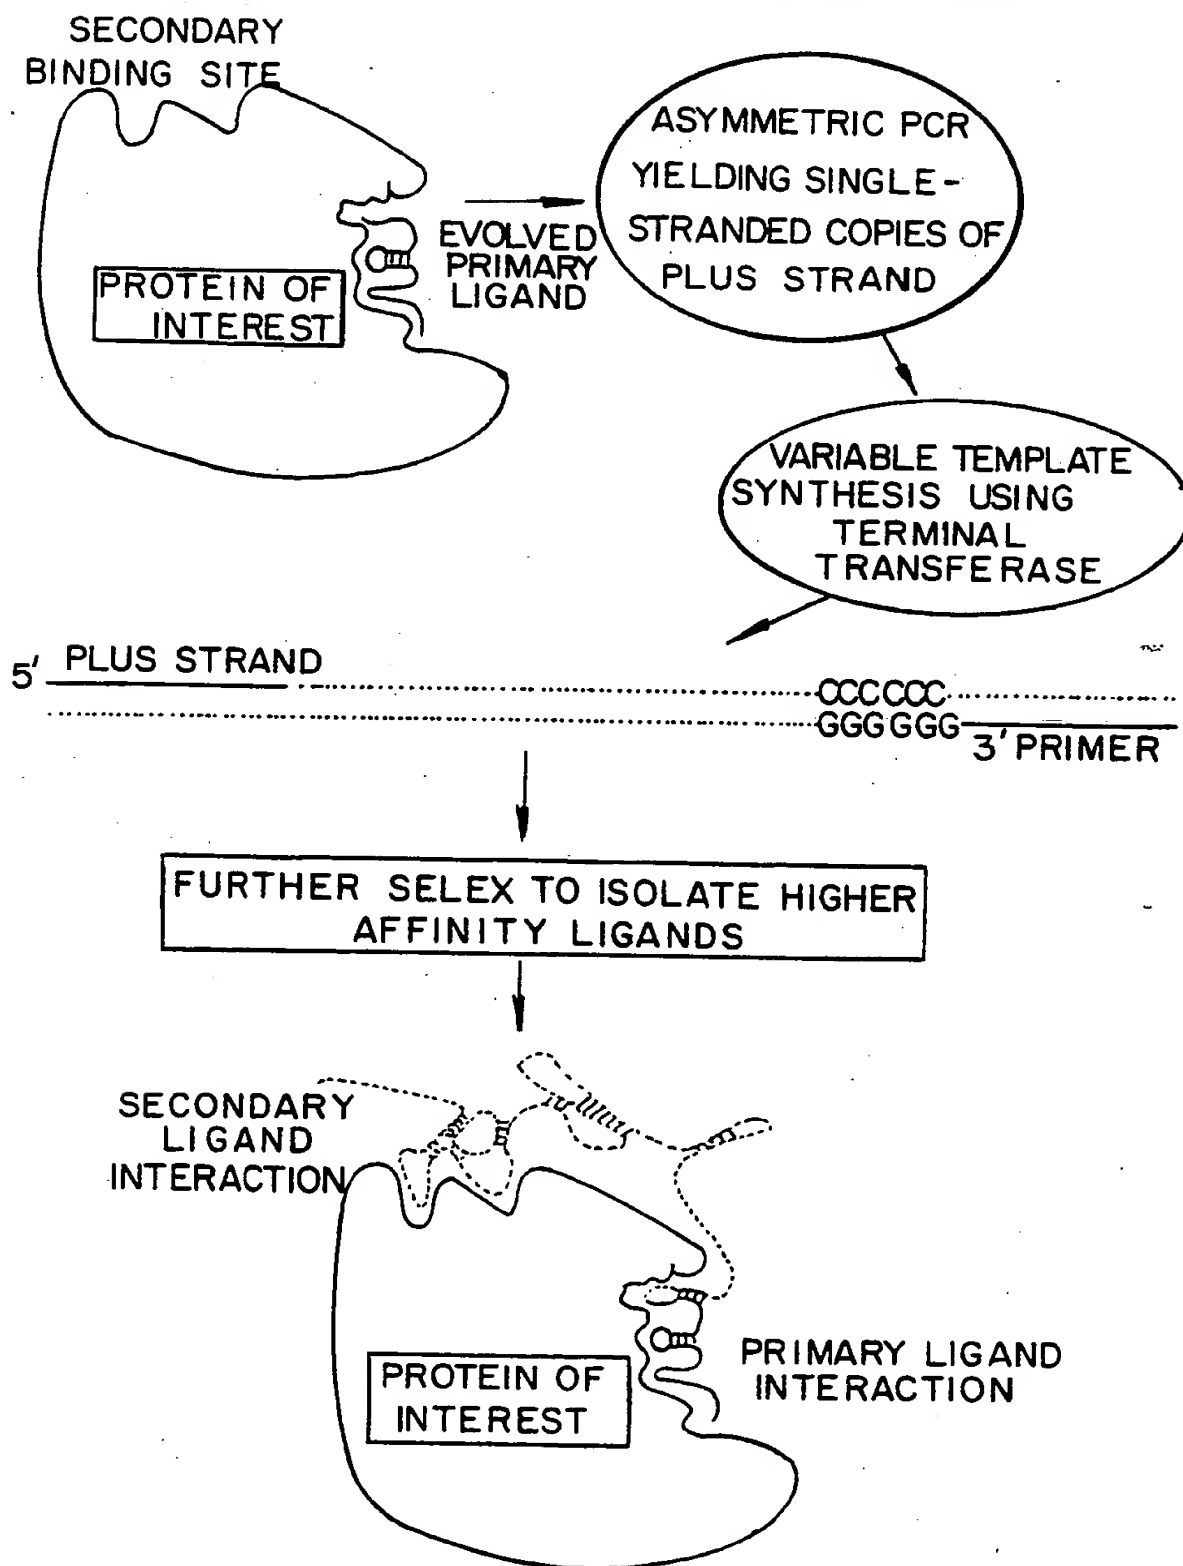 SECONDARY
BINDING SITE
PROTEIN OF
INTEREST
EVOLVED
PRIMARY
LIGAND
ASYMMETRIC PCR
YIELDING SINGLE-
STRANDED COPIES OF
PLUS STRAND
VARIABLE TEMPLATE
SYNTHESIS USING
TERMINAL
TRANSFERASE
5' PLUS STRAND
CCCCCC
GGGGGG
3' PRIMER
FURTHER SELEX TO ISOLATE HIGHER
AFFINITY LIGANDS
SECONDARY
LIGAND
INTERACTION
PROTEIN OF
INTEREST
PRIMARY LIGAND
INTERACTION